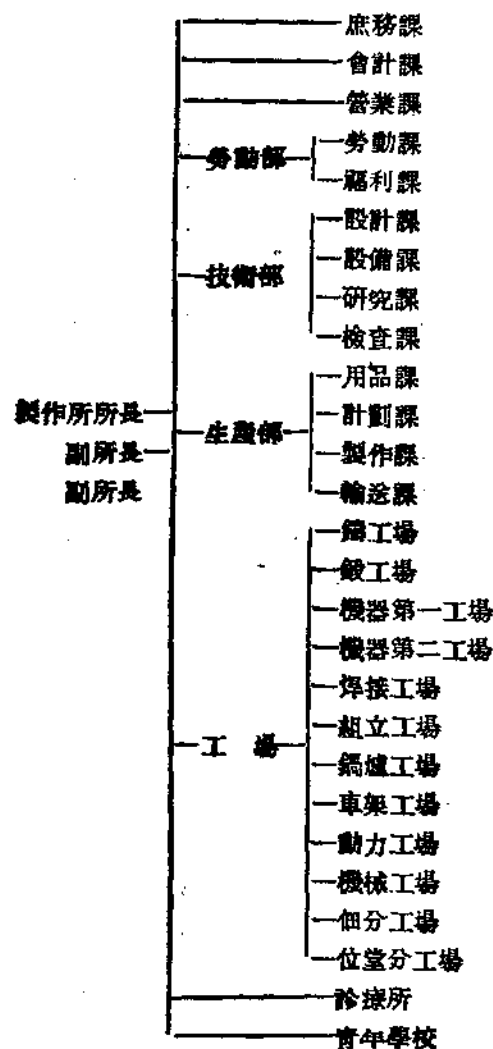 製作所所長
副所長
副所長
庶務課
會計課
營業課
勞動部
勞動課
福利課
技術部
設計課
設備課
研究課
檢査課
生產部
用品課
計劃課
製作課
輸送課
工場
鑄工場
鍛工場
機器第一工場
機器第二工場
焊接工場
組立工場
鍋爐工場
車架工場
動力工場
機械工場
佃分工場
位堂分工場
診療所
青年學校